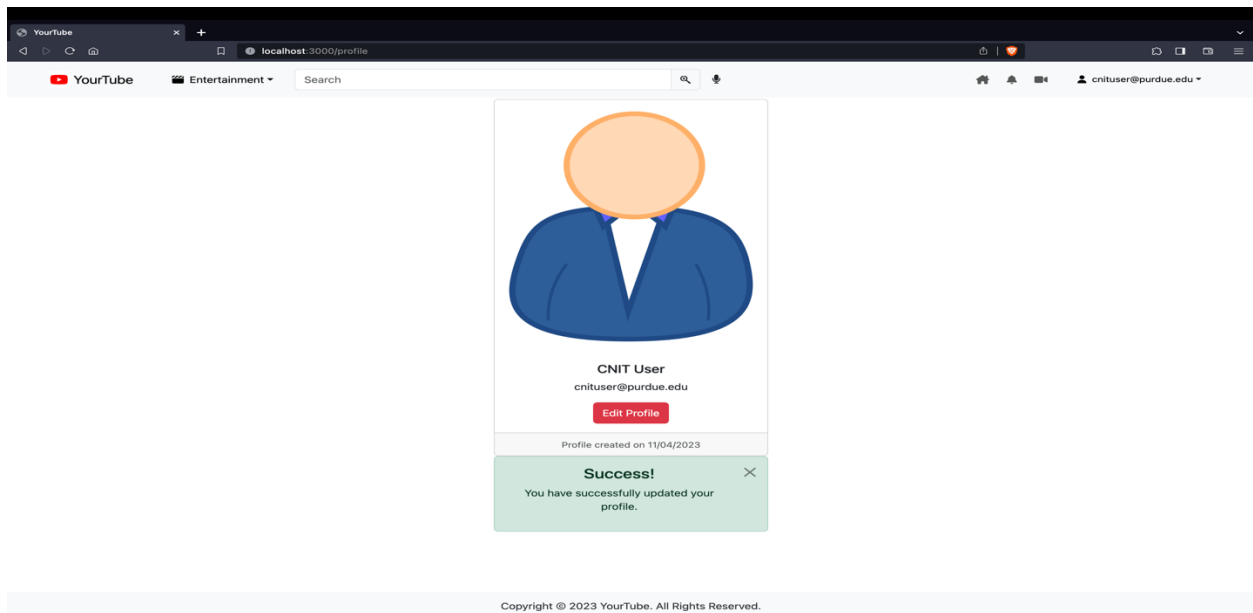 YourTube
localhost:3000/profile
YourTube Entertainment Search cnituser@purdue.edu
CNIT User
cnituser@purdue.edu
Edit Profile
Profile created on 11/04/2023
Success!
You have successfully updated your
profile.
Copyright © 2023 YourTube. All Rights Reserved.